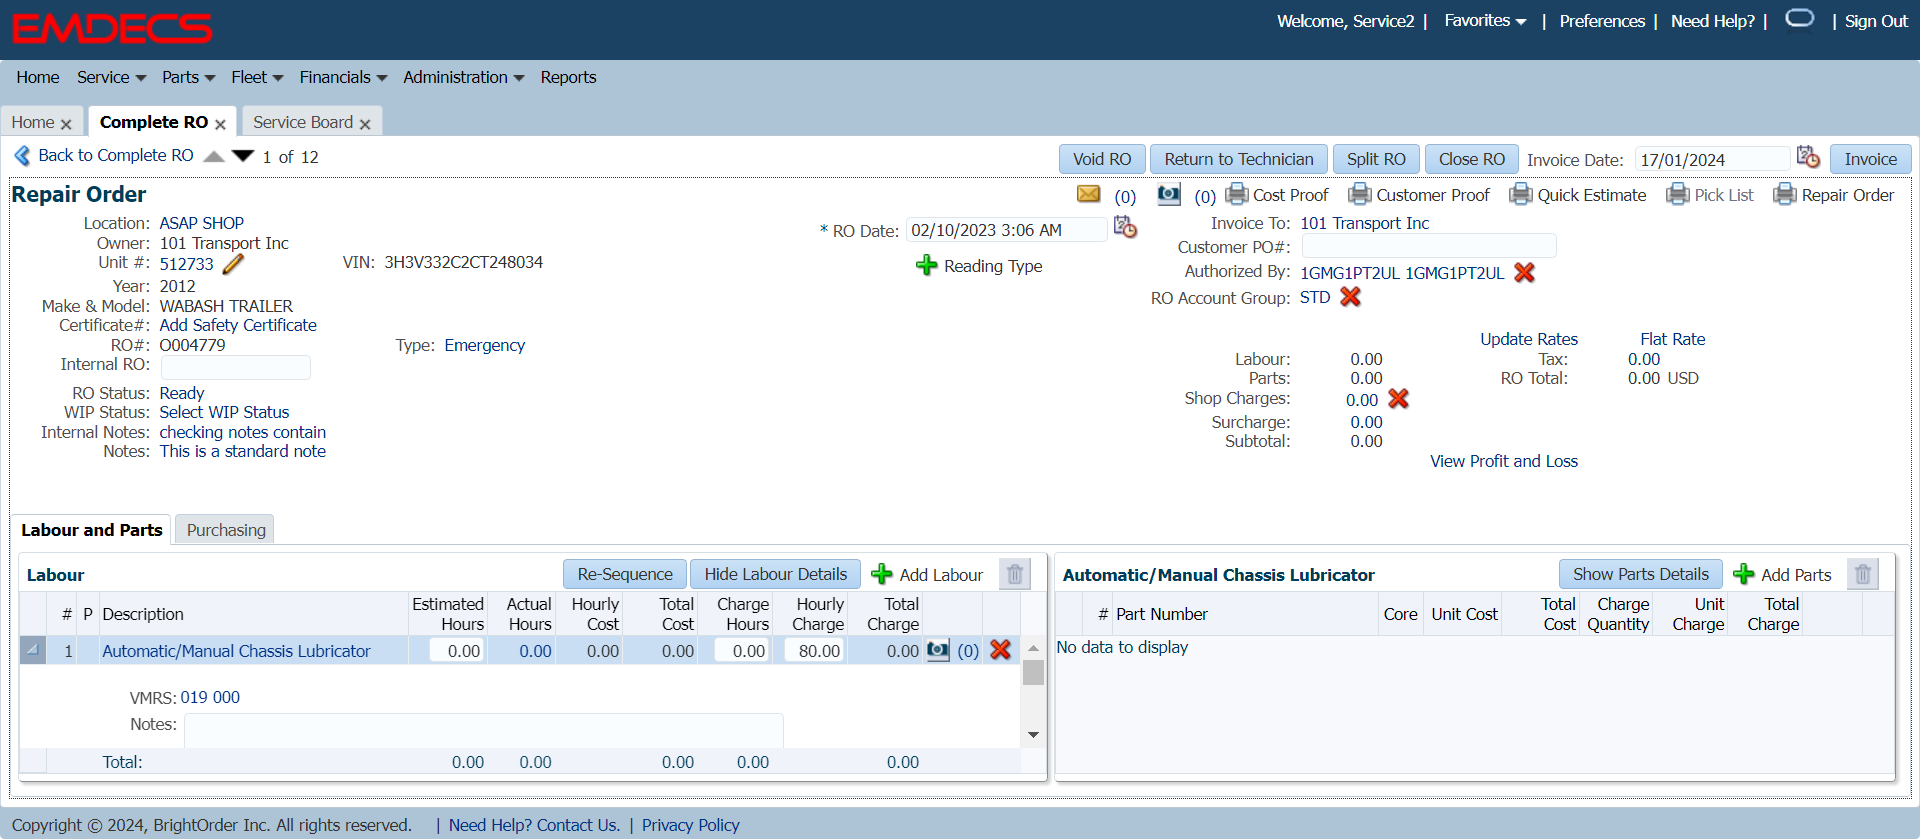 EMDECS
Welcome, Service2 | Favorites | Preferences | Need Help? | | Sign Out
Home Service Parts Fleet Financials Administration Reports
Home Complete RO Service Board
Back to Complete RO 1 of 12 Void RO Return to Technician Split RO Close RO Invoice Date: 17/01/2024 Invoice
Repair Order (0) (0) Cost Proof Customer Proof Quick Estimate Pick List Repair Order
Location: ASAP SHOP * RO Date: 02/10/2023 3:06 AM Invoice To: 101 Transport Inc
Owner: 101 Transport Inc Customer PO#:
Unit #: 512733 VIN: 3H3V332C2CT248034 Reading Type Authorized By: 1GMG1PT2UL 1GMG1PT2UL
Year: 2012 RO Account Group: STD
Make & Model: WABASH TRAILER
Certificate#: Add Safety Certificate Update Rates Flat Rate
RO#: O004779 Type: Emergency Labour: 0.00 Tax: 0.00
Internal RO: Parts: 0.00 RO Total: 0.00 USD
RO Status: Ready Shop Charges: 0.00
WIP Status: Select WIP Status Surcharge: 0.00
Internal Notes: checking notes contain Subtotal: 0.00
Notes: This is a standard note View Profit and Loss
Labour and Parts Purchasing
Labour Re-Sequence Hide Labour Details Add Labour Automatic/Manual Chassis Lubricator Show Parts Details Add Parts
# P Description Estimated Hours Actual Hours Hourly Cost Total Cost Charge Hours Hourly Charge Total Charge # Part Number Core Unit Cost Total Cost Charge Quantity Unit Charge Total Charge
1 Automatic/Manual Chassis Lubricator 0.00 0.00 0.00 0.00 0.00 80.00 0.00 (0) No data to display
VMRS: 019 000
Notes:
Total: 0.00 0.00 0.00 0.00 0.00
Copyright © 2024, BrightOrder Inc. All rights reserved. | Need Help? Contact Us. | Privacy Policy